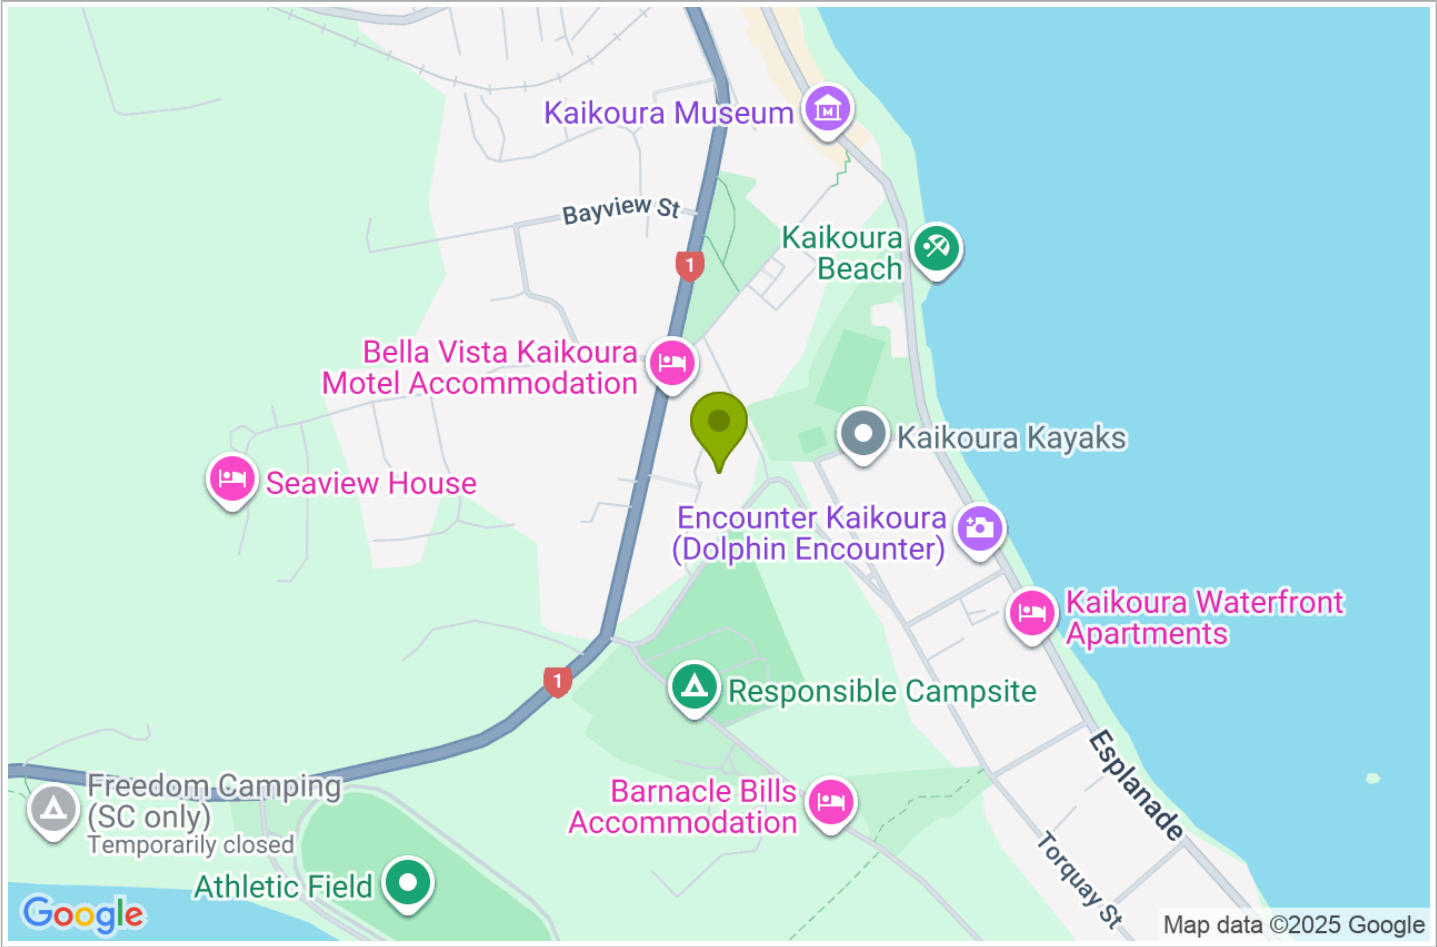 Kaikoura Museum
Bayview St
Kaikoura
Beach
1
Bella Vista Kaikoura
Motel Accommodation
Kaikoura Kayaks
Seaview House
Encounter Kaikoura
(Dolphin Encounter)
Kaikoura Waterfront
Apartments
1
Responsible Campsite
Esplanade
Freedom Camping
(SC only)
Temporarily closed
Barnacle Bills
Accommodation
Torquay St
Athletic Field
Google
Map data ©2025 Google